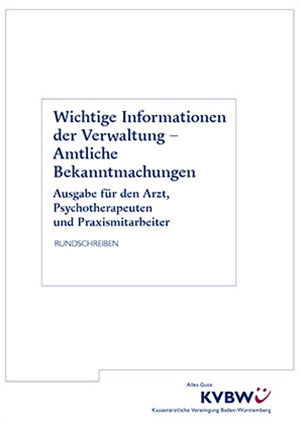 Wichtige Informationen
der Verwaltung –
Amtliche
Bekanntmachungen
Ausgabe für den Arzt,
Psychotherapeuten
und Praxismitarbeiter
RUNDSCHREIBEN
Alles Gute.
KVBW
Kassenärztliche Vereinigung Baden-Württemberg